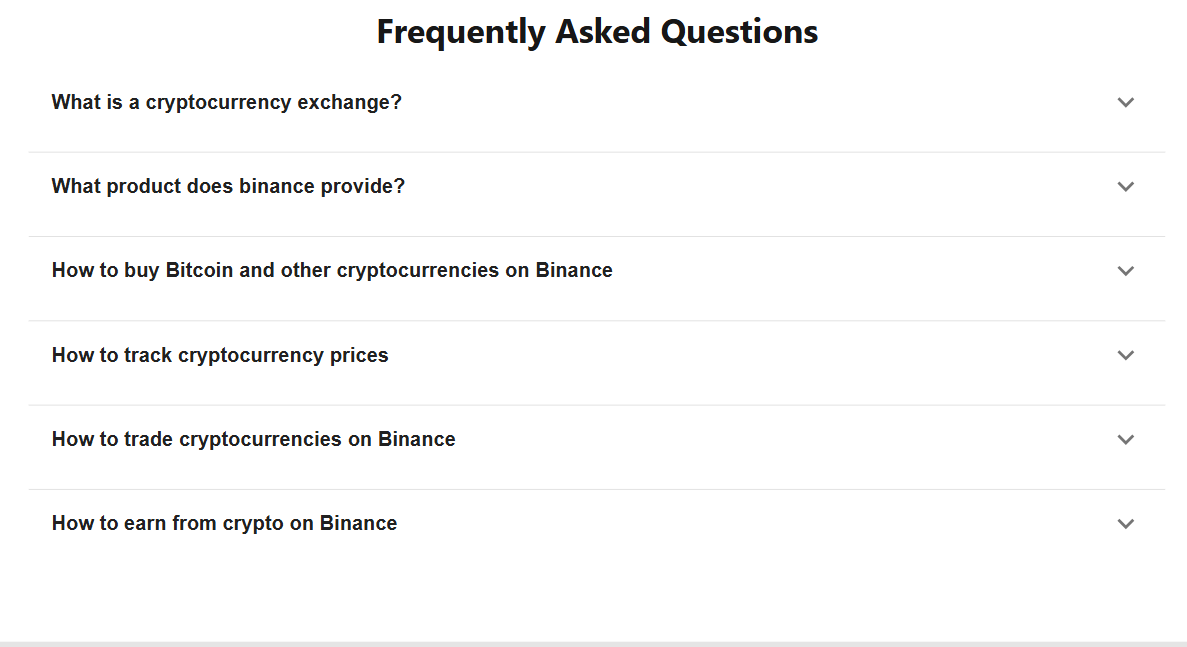 Frequently Asked Questions
What is a cryptocurrency exchange?
What product does binance provide?
How to buy Bitcoin and other cryptocurrencies on Binance
How to track cryptocurrency prices
How to trade cryptocurrencies on Binance
How to earn from crypto on Binance